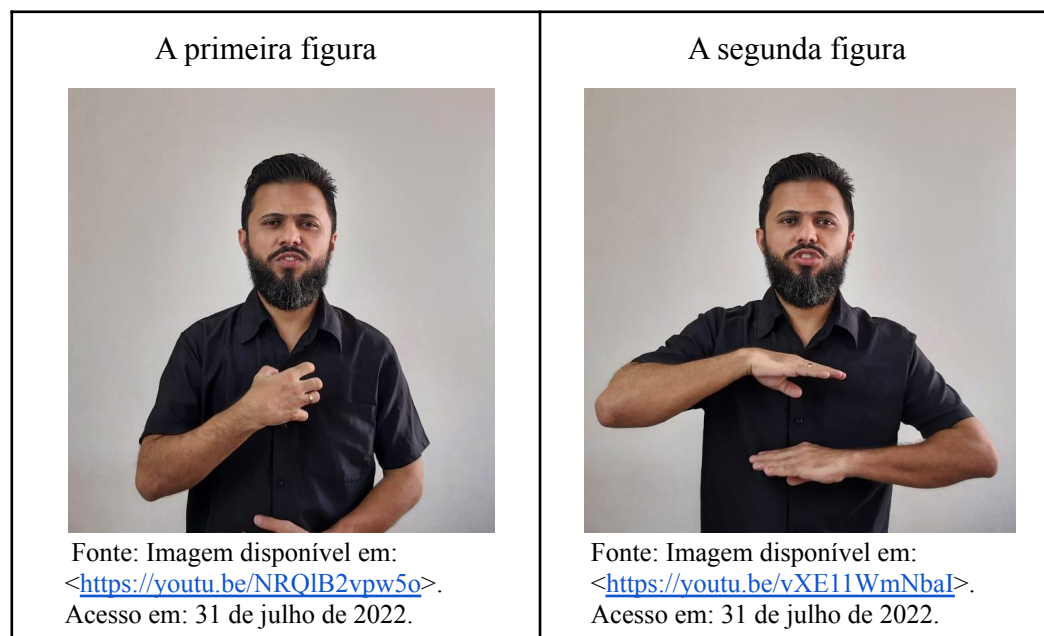 A primeira figura
A segunda figura
Fonte: Imagem disponível em:
<https://youtu.be/NRQlB2vpw5o>.
Acesso em: 31 de julho de 2022.
Fonte: Imagem disponível em:
<https://youtu.be/vXE11WmNbaI>.
Acesso em: 31 de julho de 2022.